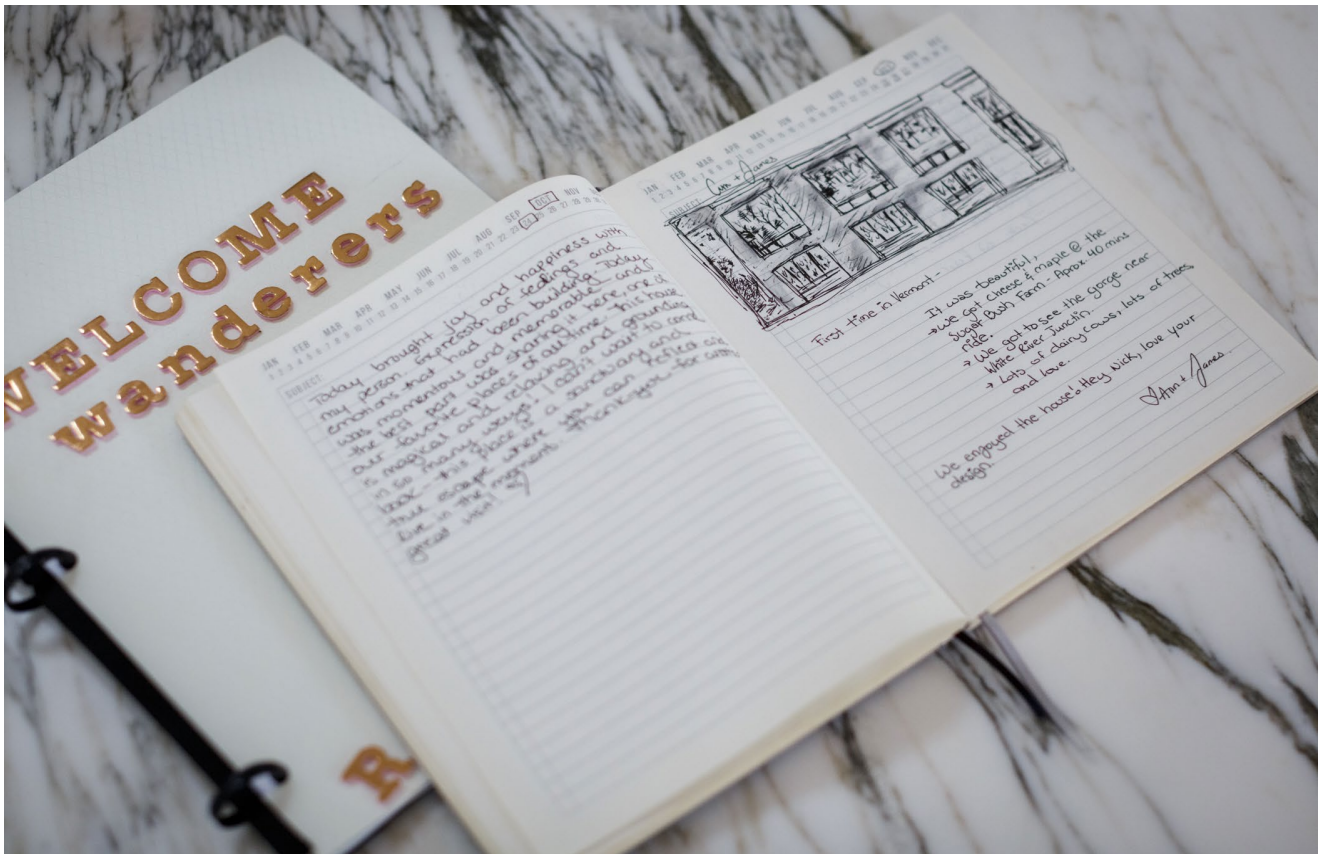 WELCOME
wanderers
R
JAN FEB MAR APR MAY JUN JUL AUG SEP OCT NOV
SUBJECT:
Today brought joy and happiness with
my person. Expression of feelings and
emotions that had been building. Today
was momentous and memorable, and
the best part was sharing it here, one of
our favorite places of all time. This haus
is magical and relaxing and grounding
in so many ways. I can't wait to come
back - this place is a sanctuary and
true escape where you can reflect and
live in the moment. Thank you for
great visit!
JAN FEB MAR APR MAY JUN JUL AUG SEP OCT NOV DEC
SUBJECT:
+ James
First time in Vermont-
It was beautiful,
→ We got cheese & maple @ the
Sugar Bush Farm - Aprox. 40 mins
ride.
→ We got to see the gorge near
White River Junctin.
→ Lots of dairy cows, lots of trees
and love.
We engoyed the house! Hey Nick, love your
design.
Ann + James